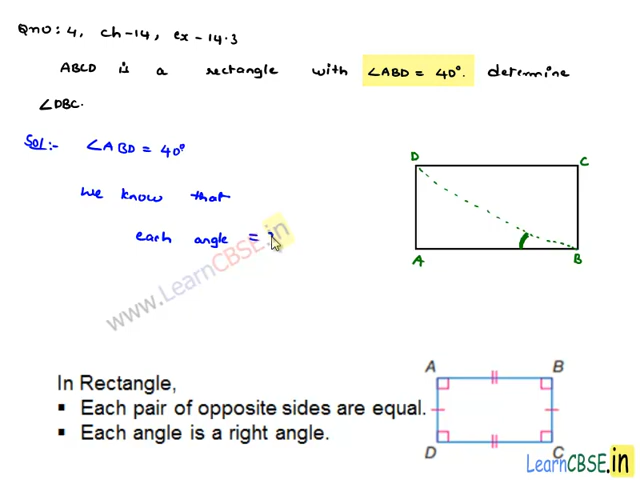 Qno: 4, ch-14, ex-14.3
ABCD is a rectangle with ∠ABD = 40°. determine
∠DBC.
Sol:- ∠ABD = 40°
We know that
each angle =
D C
A B
www.LearnCBSE.in
In Rectangle,
▪ Each pair of opposite sides are equal.
▪ Each angle is a right angle.
A B
D C
LearnCBSE.in